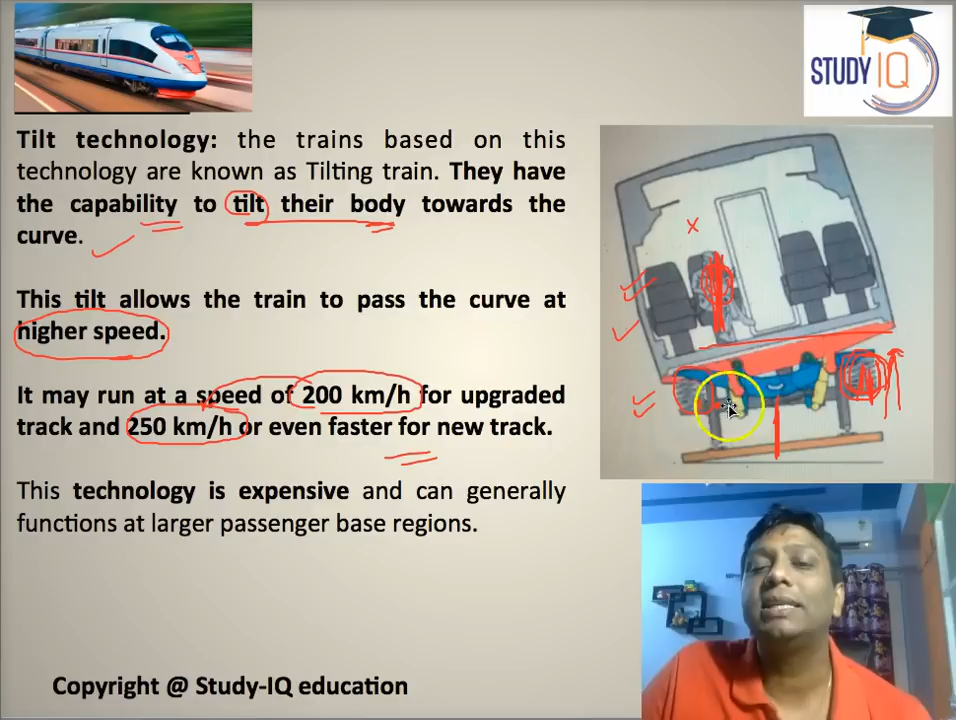 STUDY IQ
Tilt technology: the trains based on this
technology are known as Tilting train. They have
the capability to tilt their body towards the
curve.
This tilt allows the train to pass the curve at
higher speed.
It may run at a speed of 200 km/h for upgraded
track and 250 km/h or even faster for new track.
This technology is expensive and can generally
functions at larger passenger base regions.
Copyright @ Study-IQ education